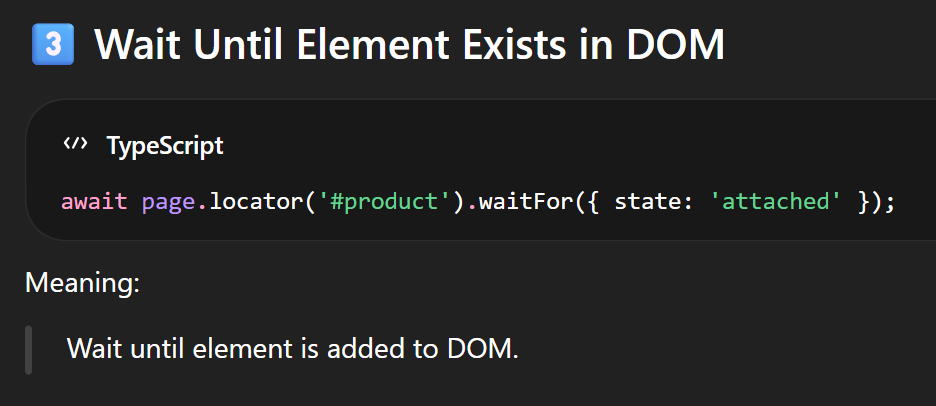 3 Wait Until Element Exists in DOM
</> TypeScript
await page.locator('#product').waitFor({ state: 'attached' });
Meaning:
Wait until element is added to DOM.